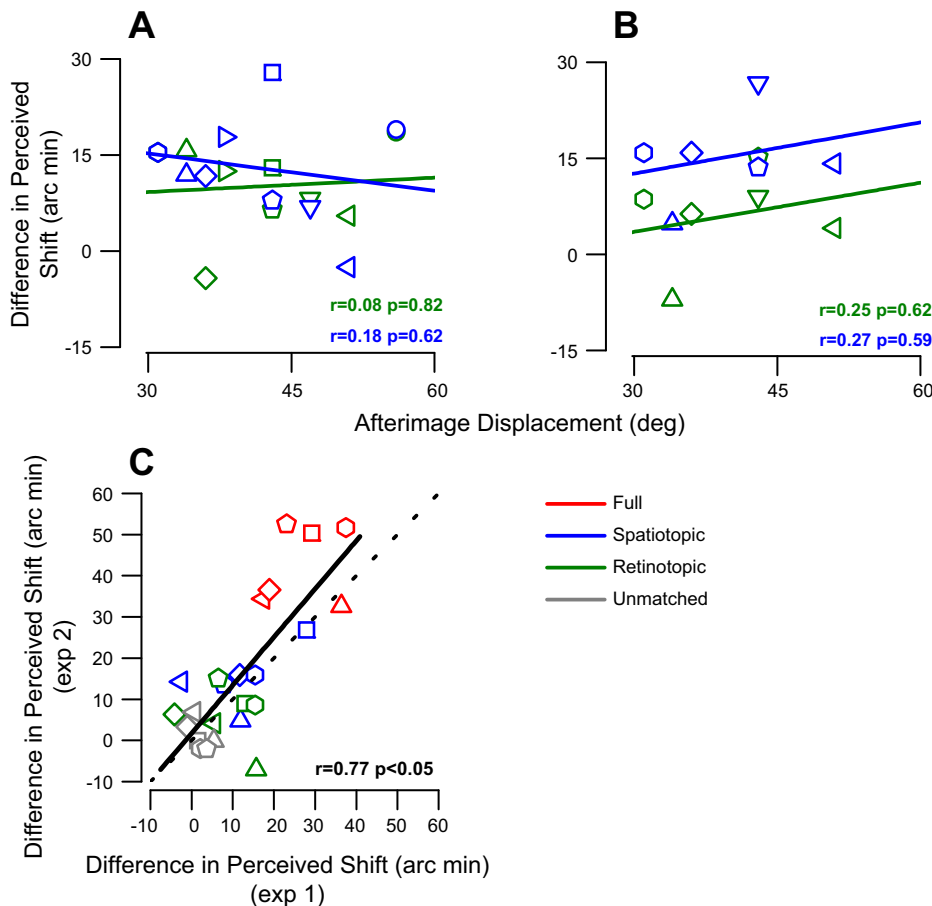 A
B
Difference in Perceived
Shift (arc min)
30
15
0
-15
30
15
0
-15
r=0.08 p=0.82
r=0.18 p=0.62
r=0.25 p=0.62
r=0.27 p=0.59
30
45
60
30
45
60
Afterimage Displacement (deg)
C
Difference in Perceived Shift (arc min)
(exp 2)
60
50
40
30
20
10
0
-10
r=0.77 p<0.05
-10
0
10
20
30
40
50
60
Difference in Perceived Shift (arc min)
(exp 1)
Full
Spatiotopic
Retinotopic
Unmatched